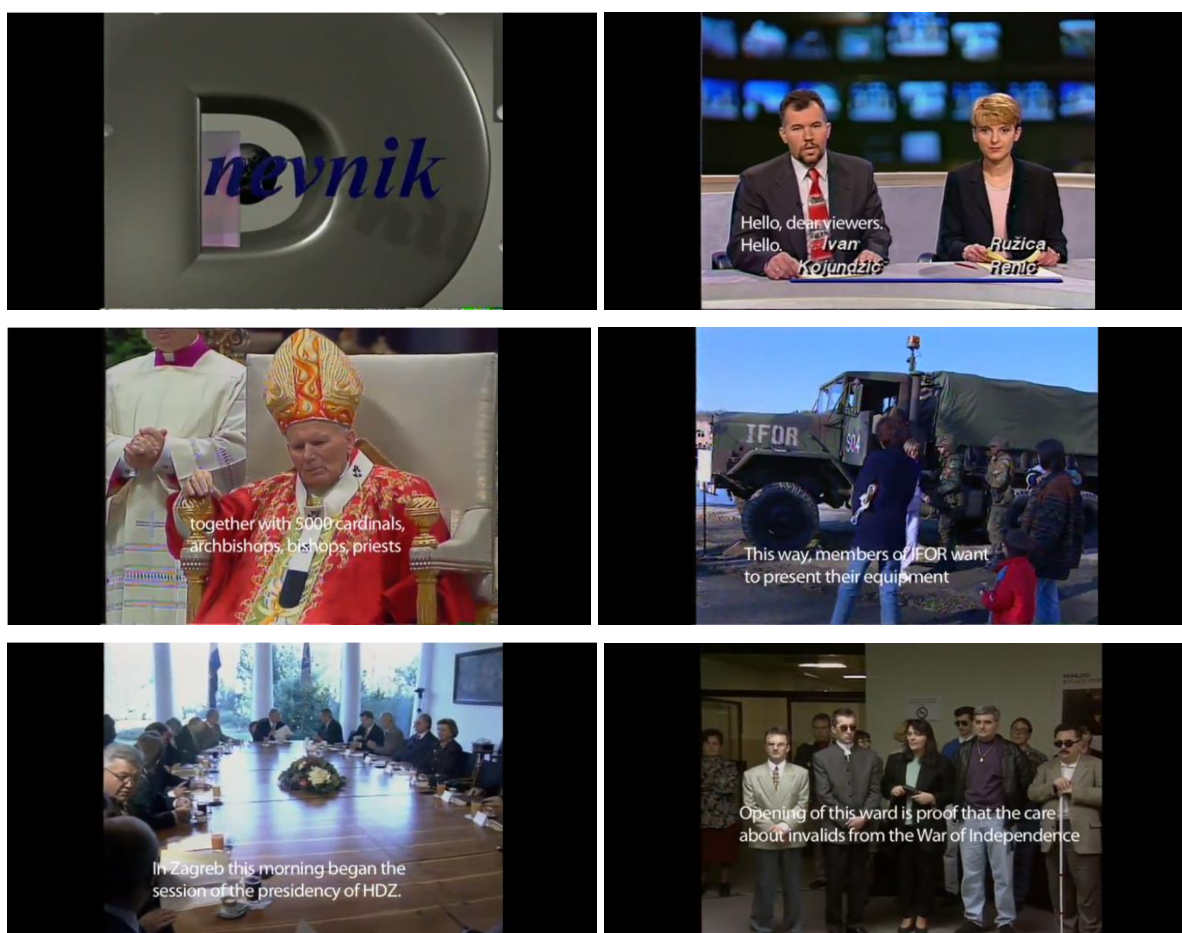 Dnevnik
Hello, dear viewers.
Hello.
Ivan
Kojundžić
Ružica
Renić
together with 5000 cardinals,
archbishops, bishops, priests
IFOR
504
This way, members of IFOR want
to present their equipment
In Zagreb this morning began the
session of the presidency of HDZ.
Opening of this ward is proof that the care
about invalids from the War of Independence